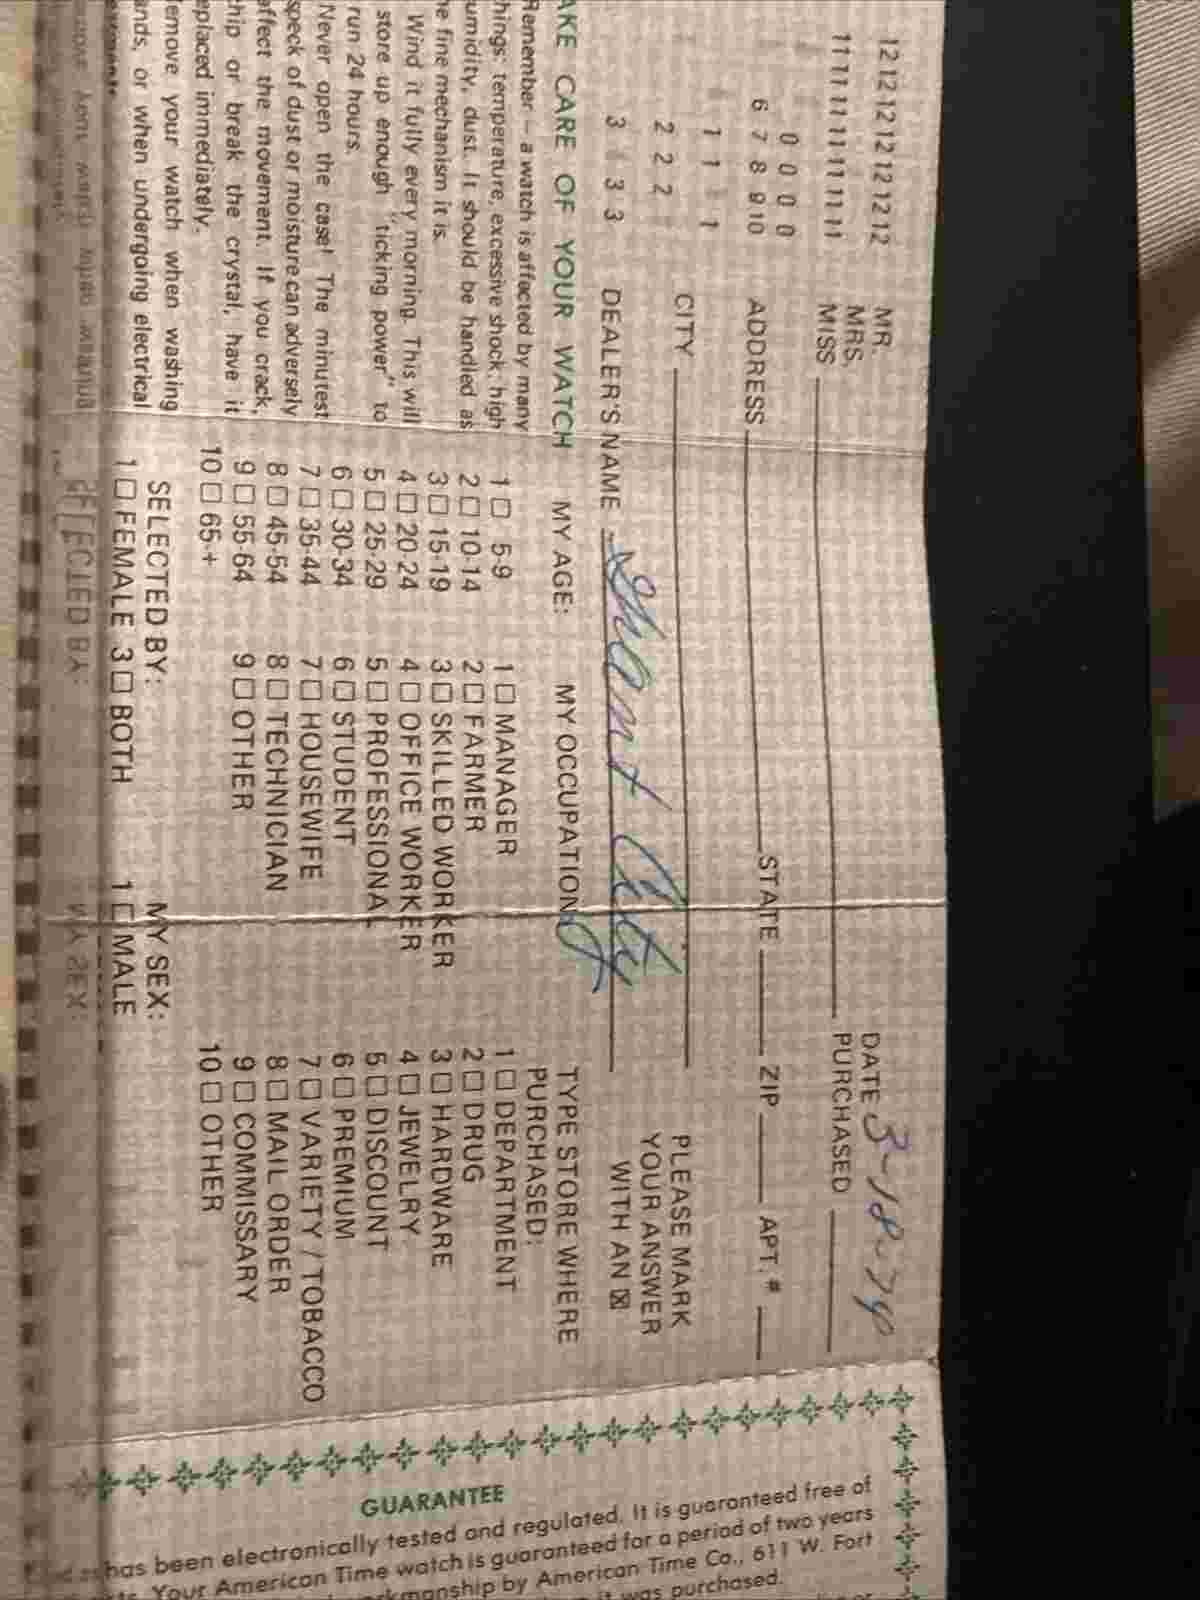 12 12 12 12 12 12 12
11 11 11 11 11 11 11
0 0 0 0
6 7 8 9 10
1 1 1
2 2 2
3 3 3
MR.
MRS.
MISS
DATE 3-18-76
PURCHASED
ADDRESS STATE ZIP APT. #
CITY
DEALER'S NAME Grant City
PLEASE MARK
YOUR ANSWER
WITH AN ☒
AKE CARE OF YOUR WATCH
Remember – a watch is affected by many
hings: temperature, excessive shock, high
umidity, dust. It should be handled as
he fine mechanism it is.
Wind it fully every morning. This will
store up enough "ticking power" to
run 24 hours.
Never open the case! The minutest
speck of dust or moisture can adversely
affect the movement. If you crack,
chip or break the crystal, have it
eplaced immediately.
emove your watch when washing
ands, or when undergoing electrical
MY AGE:
1 ☐ 5-9
2 ☐ 10-14
3 ☐ 15-19
4 ☐ 20-24
5 ☐ 25-29
6 ☐ 30-34
7 ☐ 35-44
8 ☐ 45-54
9 ☐ 55-64
10 ☐ 65-+
MY OCCUPATION
1 ☐ MANAGER
2 ☐ FARMER
3 ☐ SKILLED WORKER
4 ☐ OFFICE WORKER
5 ☐ PROFESSIONAL
6 ☐ STUDENT
7 ☐ HOUSEWIFE
8 ☐ TECHNICIAN
9 ☐ OTHER
TYPE STORE WHERE
PURCHASED:
1 ☐ DEPARTMENT
2 ☐ DRUG
3 ☐ HARDWARE
4 ☐ JEWELRY
5 ☐ DISCOUNT
6 ☐ PREMIUM
7 ☐ VARIETY / TOBACCO
8 ☐ MAIL ORDER
9 ☐ COMMISSARY
10 ☐ OTHER
SELECTED BY:
1 ☐ FEMALE 3 ☐ BOTH
MY SEX:
1 ☐ MALE
GUARANTEE
has been electronically tested and regulated. It is guaranteed free of
Your American Time watch is guaranteed for a period of two years
by American Time Co., 611 W. Fort
it was purchased.